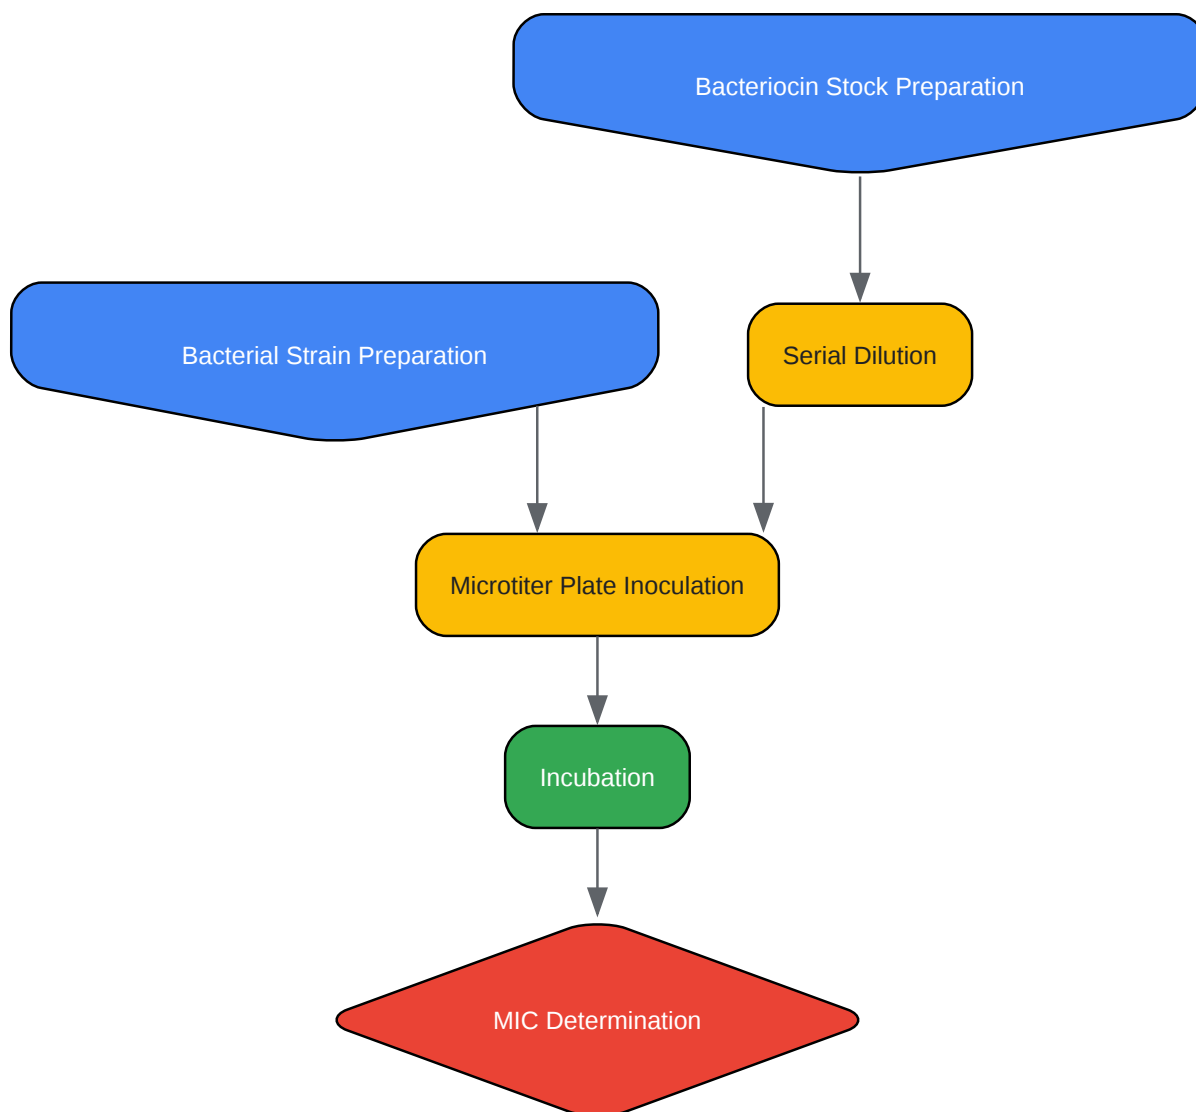 Bacteriocin Stock Preparation
Bacterial Strain Preparation
Serial Dilution
Microtiter Plate Inoculation
Incubation
MIC Determination